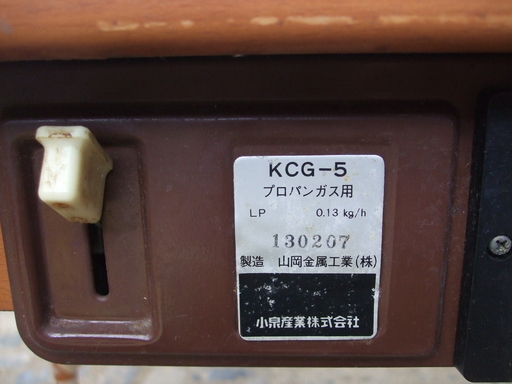 KCG-5
プロパンガス用
LP 0.13 kg/h
130207
製造 山岡金属工業(株)
小泉産業株式会社